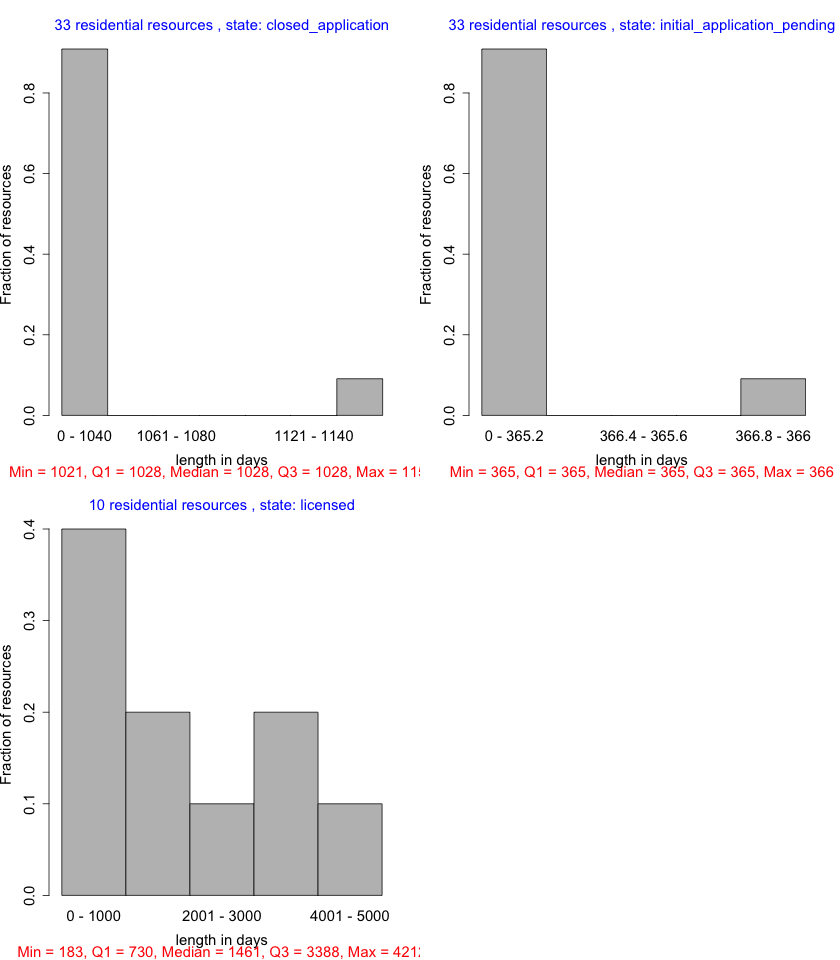 33 residential resources , state: closed_application
Fraction of resources
0.0 0.2 0.4 0.6 0.8
0 - 1040 1061 - 1080 1121 - 1140
length in days
Min = 1021, Q1 = 1028, Median = 1028, Q3 = 1028, Max = 115
33 residential resources , state: initial_application_pending
Fraction of resources
0.0 0.2 0.4 0.6 0.8
0 - 365.2 366.4 - 365.6 366.8 - 366
length in days
Min = 365, Q1 = 365, Median = 365, Q3 = 365, Max = 366
10 residential resources , state: licensed
Fraction of resources
0.0 0.1 0.2 0.3 0.4
0 - 1000 2001 - 3000 4001 - 5000
length in days
Min = 183, Q1 = 730, Median = 1461, Q3 = 3388, Max = 4212